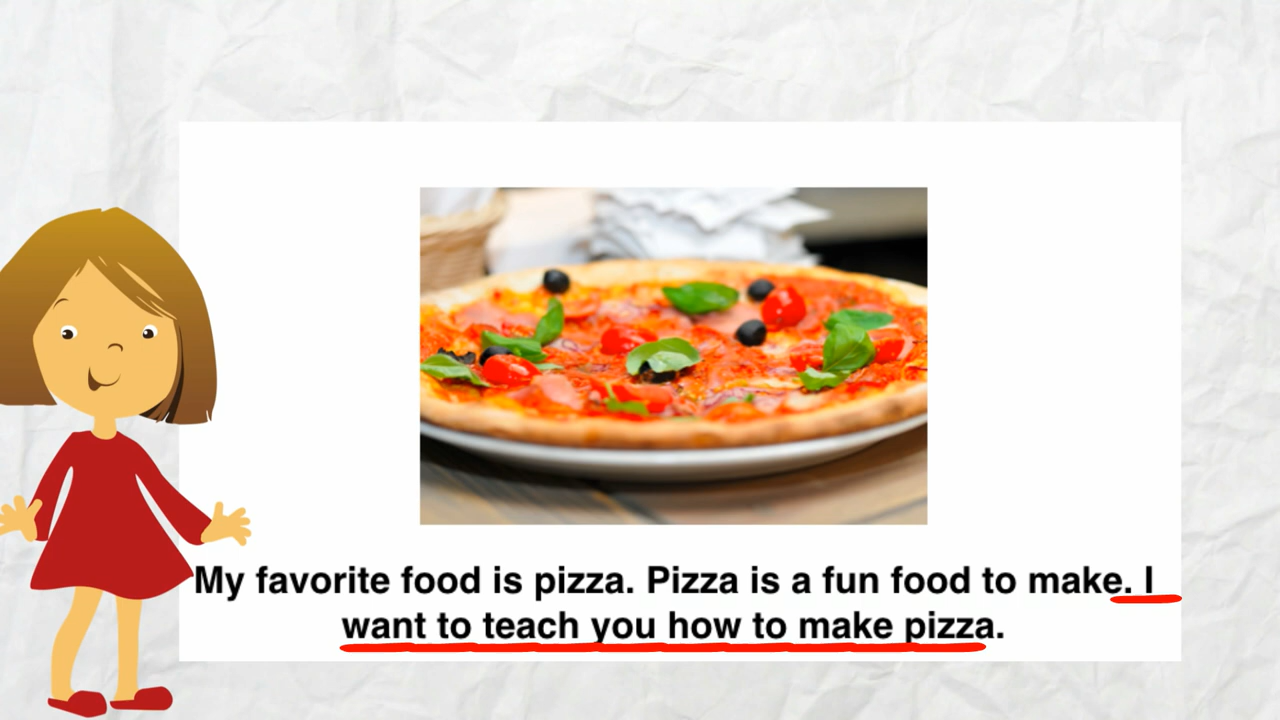 My favorite food is pizza. Pizza is a fun food to make. I
want to teach you how to make pizza.